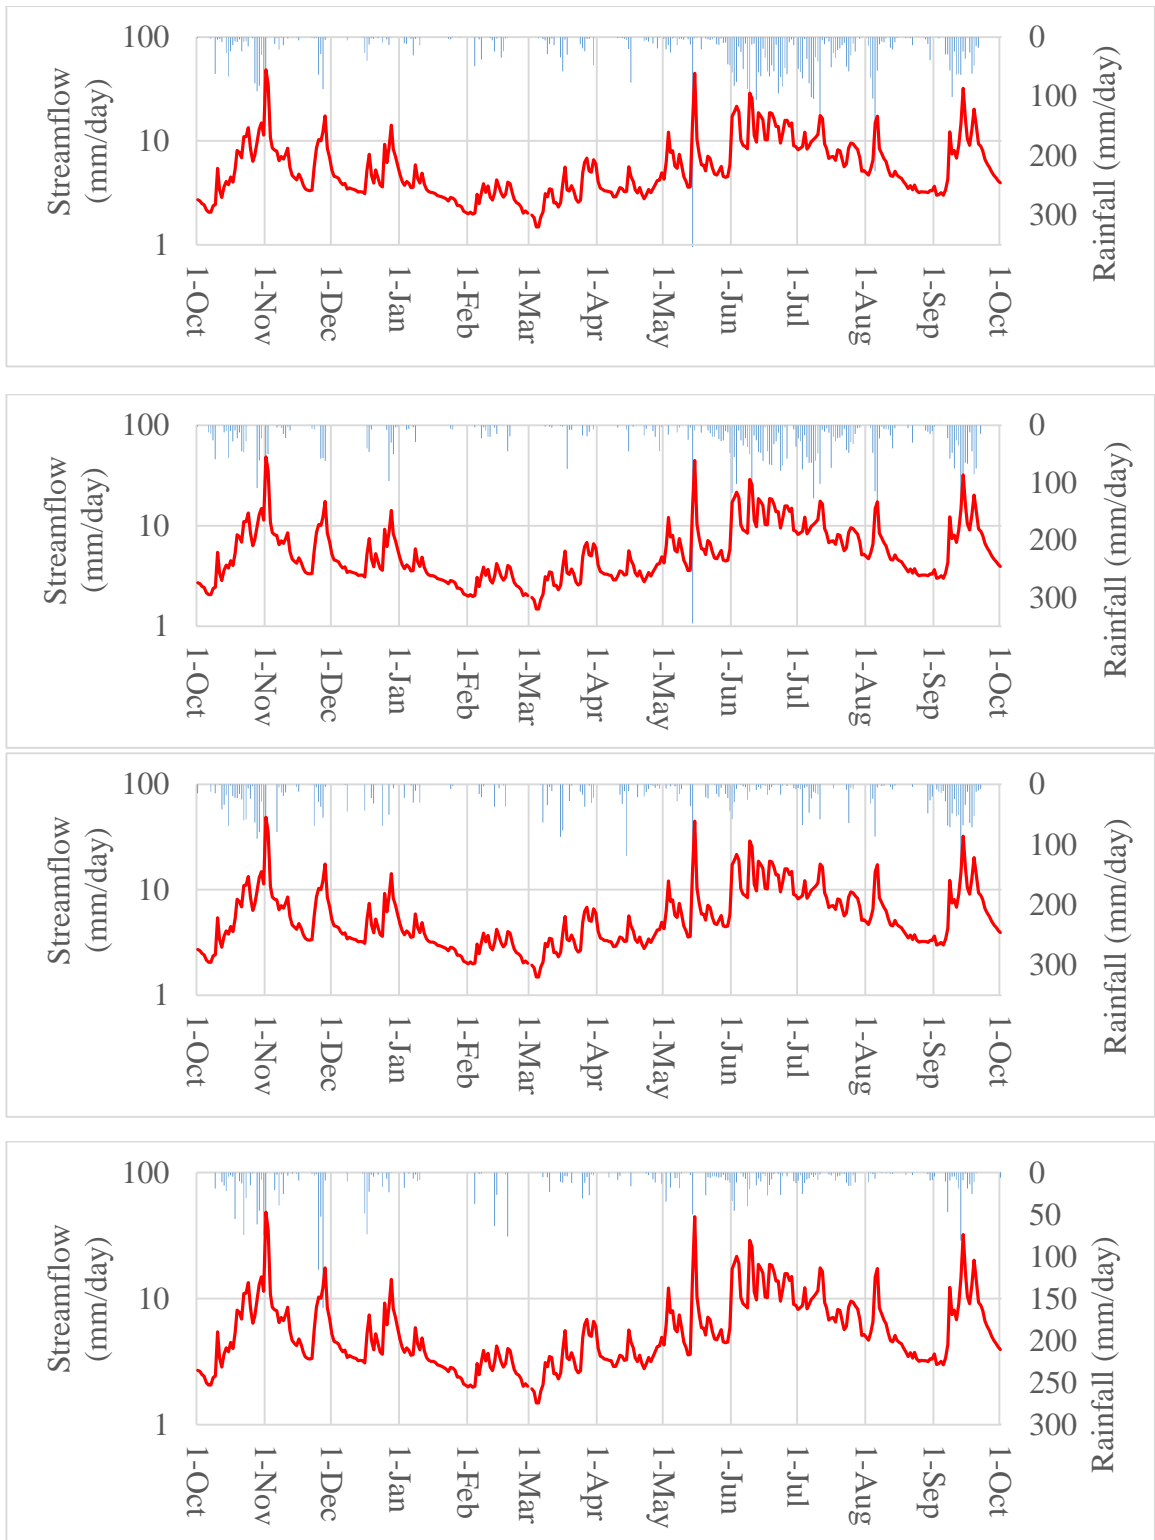 Streamflow
(mm/day)
100
10
1
0
100
200
300
Rainfall (mm/day)
1-Oct
1-Nov
1-Dec
1-Jan
1-Feb
1-Mar
1-Apr
1-May
1-Jun
1-Jul
1-Aug
1-Sep
1-Oct
Streamflow
(mm/day)
100
10
1
0
100
200
300
Rainfall (mm/day)
1-Oct
1-Nov
1-Dec
1-Jan
1-Feb
1-Mar
1-Apr
1-May
1-Jun
1-Jul
1-Aug
1-Sep
1-Oct
Streamflow
(mm/day)
100
10
1
0
100
200
300
Rainfall (mm/day)
1-Oct
1-Nov
1-Dec
1-Jan
1-Feb
1-Mar
1-Apr
1-May
1-Jun
1-Jul
1-Aug
1-Sep
1-Oct
Streamflow
(mm/day)
100
10
1
0
50
100
150
200
250
300
Rainfall (mm/day)
1-Oct
1-Nov
1-Dec
1-Jan
1-Feb
1-Mar
1-Apr
1-May
1-Jun
1-Jul
1-Aug
1-Sep
1-Oct